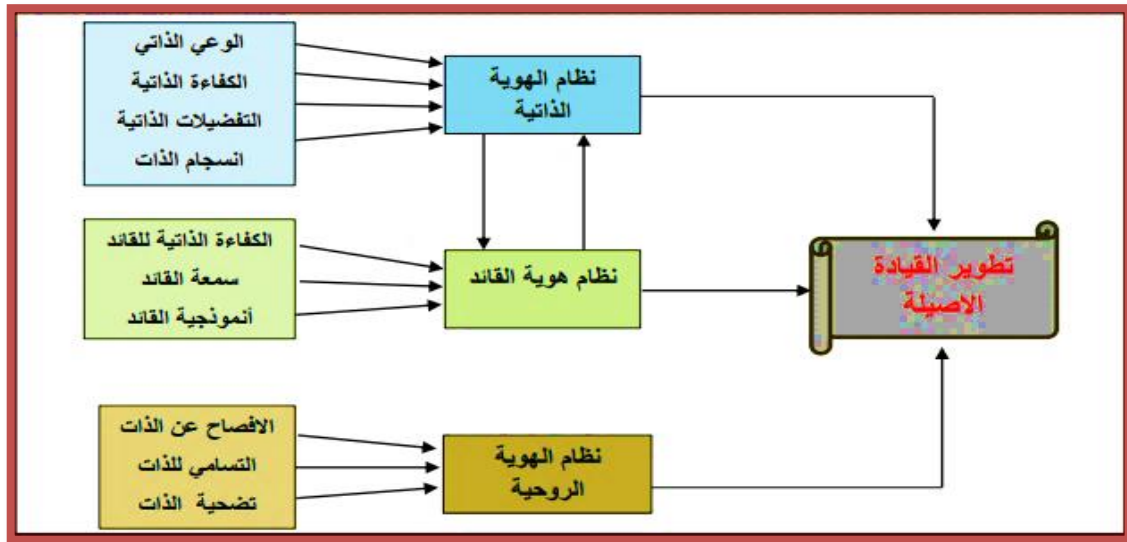 الوعي الذاتي
الكفاءة الذاتية
التفضيلات الذاتية
انسجام الذات
نظام الهوية
الذاتية
الكفاءة الذاتية للقائد
سمعة القائد
أنموذجية القائد
نظام هوية القائد
تطوير القيادة
الاصيلة
الافصاح عن الذات
التسامي للذات
تضحية الذات
نظام الهوية
الروحية